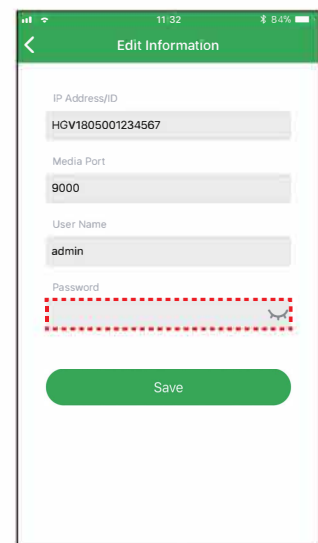 11:32
84%
Edit Information
IP Address/ID
HGV1805001234567
Media Port
9000
User Name
admin
Password
Save